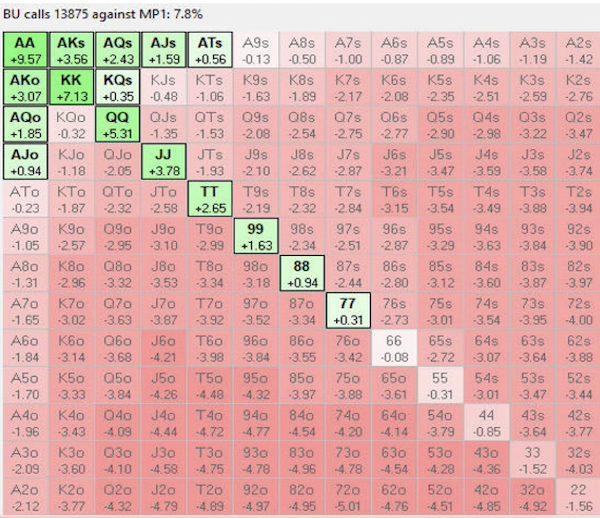 BU calls 13875 against MP1: 7.8%
AA AKs AQs AJs ATs A9s A8s A7s A6s A5s A4s A3s A2s
+9.57 +3.56 +2.43 +1.59 +0.56 -0.13 -0.50 -1.00 -0.87 -0.89 -1.06 -1.19 -1.42
AKo KK KQs KJs KTs K9s K8s K7s K6s K5s K4s K3s K2s
+3.07 +7.13 +0.35 -0.48 -1.06 -1.63 -1.89 -2.17 -2.08 -2.35 -2.51 -2.59 -2.76
AQo KQo QQ QJs QTs Q9s Q8s Q7s Q6s Q5s Q4s Q3s Q2s
+1.85 -0.32 +5.31 -1.35 -1.53 -2.08 -2.54 -2.75 -2.77 -2.90 -2.98 -3.22 -3.47
AJo KJo QJo JJ JTs J9s J8s J7s J6s J5s J4s J3s J2s
+0.94 -1.18 -2.05 +3.78 -1.93 -2.10 -2.62 -2.87 -3.21 -3.47 -3.59 -3.58 -3.74
ATo KTo QTo JTo TT T9s T8s T7s T6s T5s T4s T3s T2s
-0.23 -1.87 -2.32 -2.58 +2.65 -2.19 -2.32 -2.84 -3.15 -3.54 -3.49 -3.88 -3.94
A9o K9o Q9o J9o T9o 99 98s 97s 96s 95s 94s 93s 92s
-1.05 -2.57 -2.95 -3.10 -2.99 +1.63 -2.34 -2.51 -2.87 -3.29 -3.63 -3.84 -3.90
A8o K8o Q8o J8o T8o 98o 88 87s 86s 85s 84s 83s 82s
-1.31 -2.96 -3.32 -3.53 -3.34 -3.18 +0.94 -2.44 -2.80 -3.12 -3.60 -3.87 -3.97
A7o K7o Q7o J7o T7o 97o 87o 77 76s 75s 74s 73s 72s
-1.65 -3.02 -3.63 -3.87 -3.92 -3.52 -3.34 +0.31 -2.73 -3.01 -3.54 -3.95 -4.00
A6o K6o Q6o J6o T6o 96o 86o 76o 66 65s 64s 63s 62s
-1.84 -3.14 -3.68 -4.21 -3.98 -3.84 -3.55 -3.42 -0.08 -2.72 -3.07 -3.64 -3.88
A5o K5o Q5o J5o T5o 95o 85o 75o 65o 55 54s 53s 52s
-1.70 -3.33 -3.84 -4.26 -4.48 -4.32 -3.97 -3.88 -3.61 -0.31 -3.01 -3.47 -3.44
A4o K4o Q4o J4o T4o 94o 84o 74o 64o 54o 44 43s 42s
-1.96 -3.43 -4.09 -4.44 -4.72 -4.77 -4.54 -4.20 -4.14 -3.79 -0.85 -3.64 -3.77
A3o K3o Q3o J3o T3o 93o 83o 73o 63o 53o 43o 33 32s
-2.09 -3.60 -4.10 -4.58 -4.75 -4.78 -4.96 -4.78 -4.54 -4.28 -4.36 -1.52 -4.03
A2o K2o Q2o J2o T2o 92o 82o 72o 62o 52o 42o 32o 22
-2.12 -3.77 -4.32 -4.79 -4.89 -4.97 -4.95 -5.01 -4.76 -4.51 -4.85 -4.92 -1.56